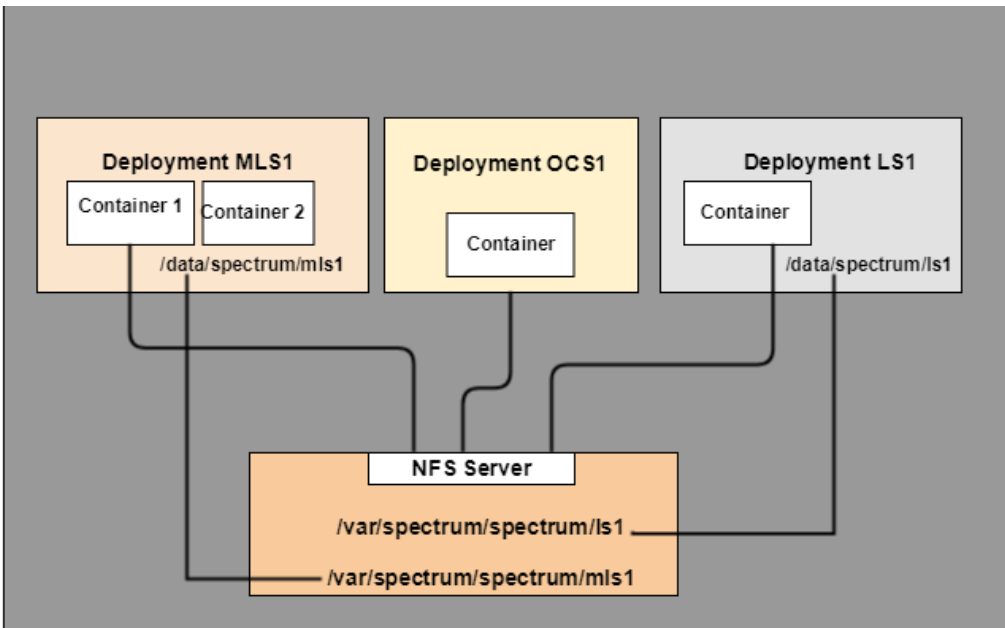 Deployment MLS1
Container 1
Container 2
/data/spectrum/mls1
Deployment OCS1
Container
Deployment LS1
Container
/data/spectrum/ls1
NFS Server
/var/spectrum/spectrum/ls1
/var/spectrum/spectrum/mls1